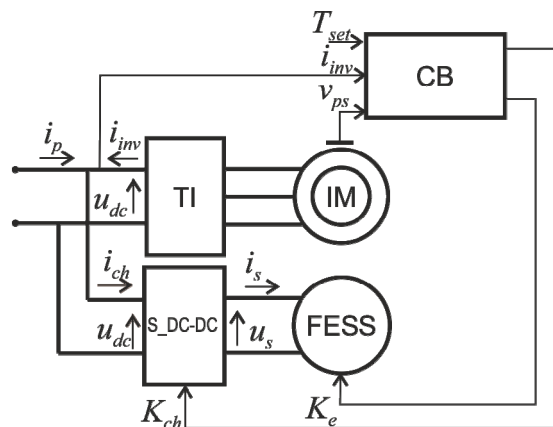 T_set
i_inv
CB
v_ps
i_p
i_inv
u_dc
TI
IM
i_ch
i_s
u_dc
S_DC-DC
u_s
FESS
K_ch
K_e